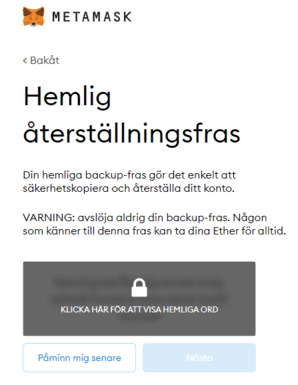 METAMASK
< Bakåt
Hemlig
återställningsfras
Din hemliga backup-fras gör det enkelt att
säkerhetskopiera och återställa ditt konto.
VARNING: avslöja aldrig din backup-fras. Någon
som känner till denna fras kan ta dina Ether för alltid.
KLICKA HÄR FÖR ATT VISA HEMLIGA ORD
Påminn mig senare
Nästa